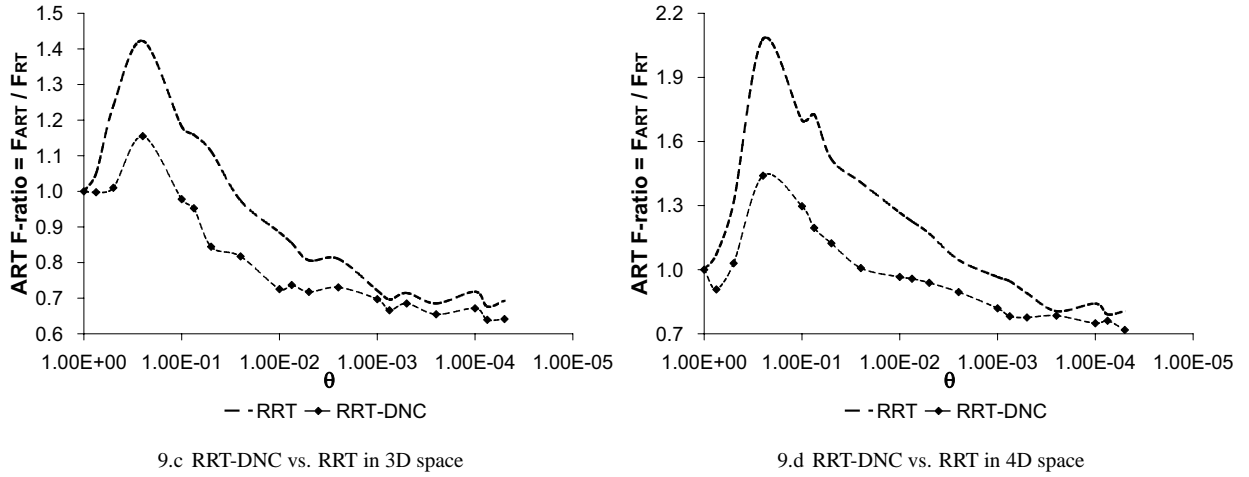 1.5
1.4
1.3
1.2
1.1
1.0
0.9
0.8
0.7
0.6
ART F-ratio = FART / FRT
1.00E+00 1.00E-01 1.00E-02 1.00E-03 1.00E-04 1.00E-05
θ
RRT RRT-DNC
9.c RRT-DNC vs. RRT in 3D space
2.2
1.9
1.6
1.3
1.0
0.7
ART F-ratio = FART / FRT
1.00E+00 1.00E-01 1.00E-02 1.00E-03 1.00E-04 1.00E-05
θ
RRT RRT-DNC
9.d RRT-DNC vs. RRT in 4D space